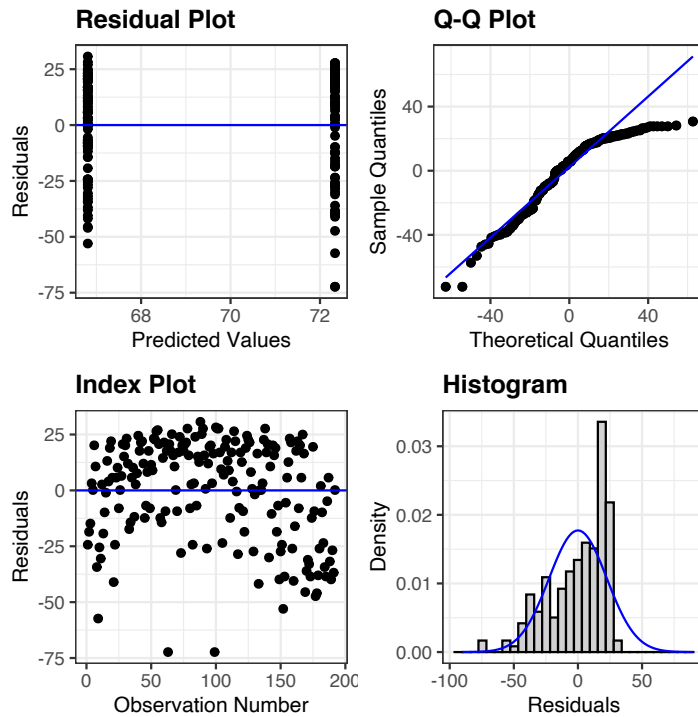 Residual Plot
25
0
-25
-50
-75
Residuals
68 70 72
Predicted Values
Q-Q Plot
40
0
-40
Sample Quantiles
-40 0 40
Theoretical Quantiles
Index Plot
25
0
-25
-50
-75
Residuals
0 50 100 150 200
Observation Number
Histogram
0.03
0.02
0.01
0.00
Density
-100 -50 0 50
Residuals